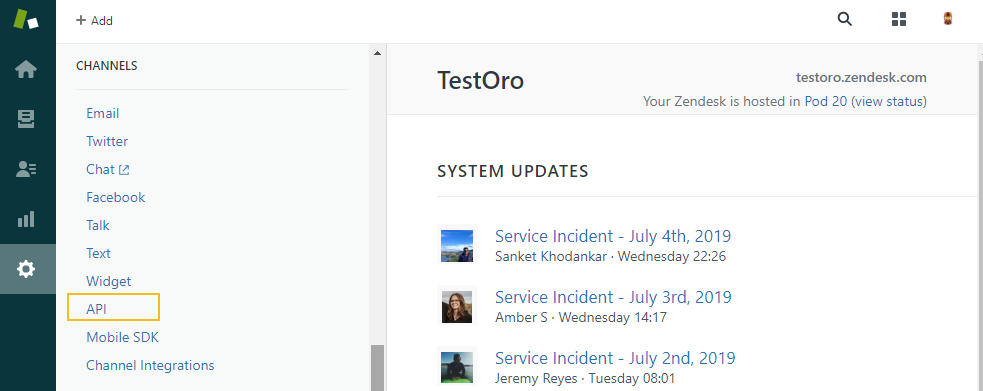 Add
CHANNELS
Email
Twitter
Chat
Facebook
Talk
Text
Widget
API
Mobile SDK
Channel Integrations
TestOro
testoro.zendesk.com
Your Zendesk is hosted in Pod 20 (view status)
SYSTEM UPDATES
Service Incident - July 4th, 2019
Sanket Khodankar · Wednesday 22:26
Service Incident - July 3rd, 2019
Amber S · Wednesday 14:17
Service Incident - July 2nd, 2019
Jeremy Reyes · Tuesday 08:01